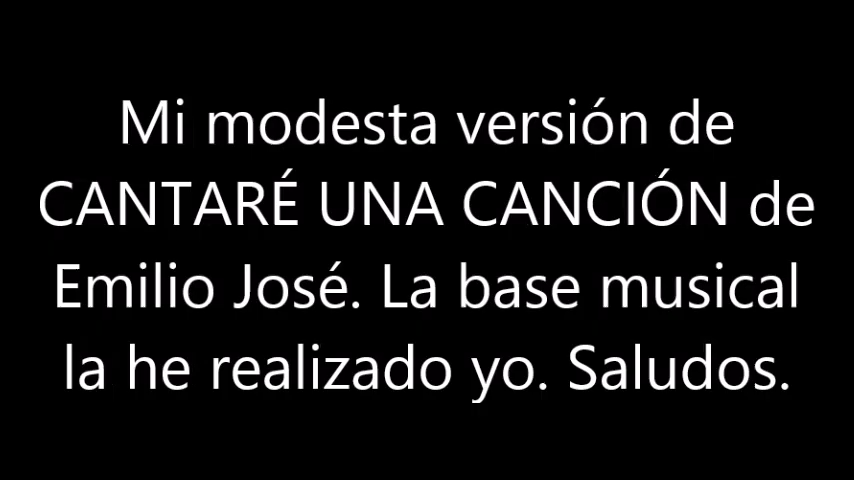 Mi modesta versión de
CANTARÉ UNA CANCIÓN de
Emilio José. La base musical
la he realizado yo. Saludos.